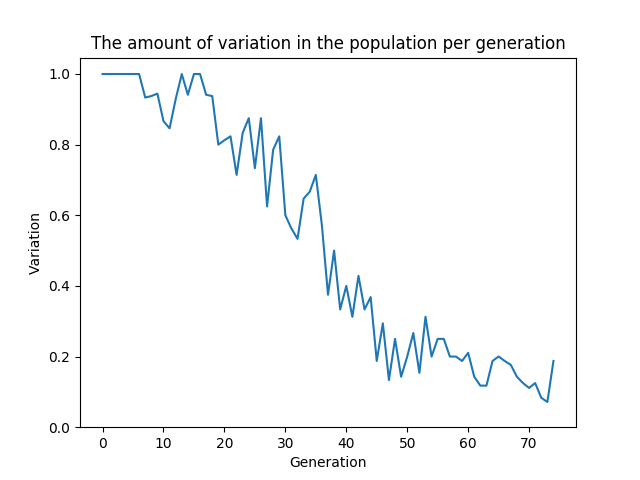 The amount of variation in the population per generation
1.0
0.8
0.6
0.4
0.2
0.0
Variation
0 10 20 30 40 50 60 70
Generation